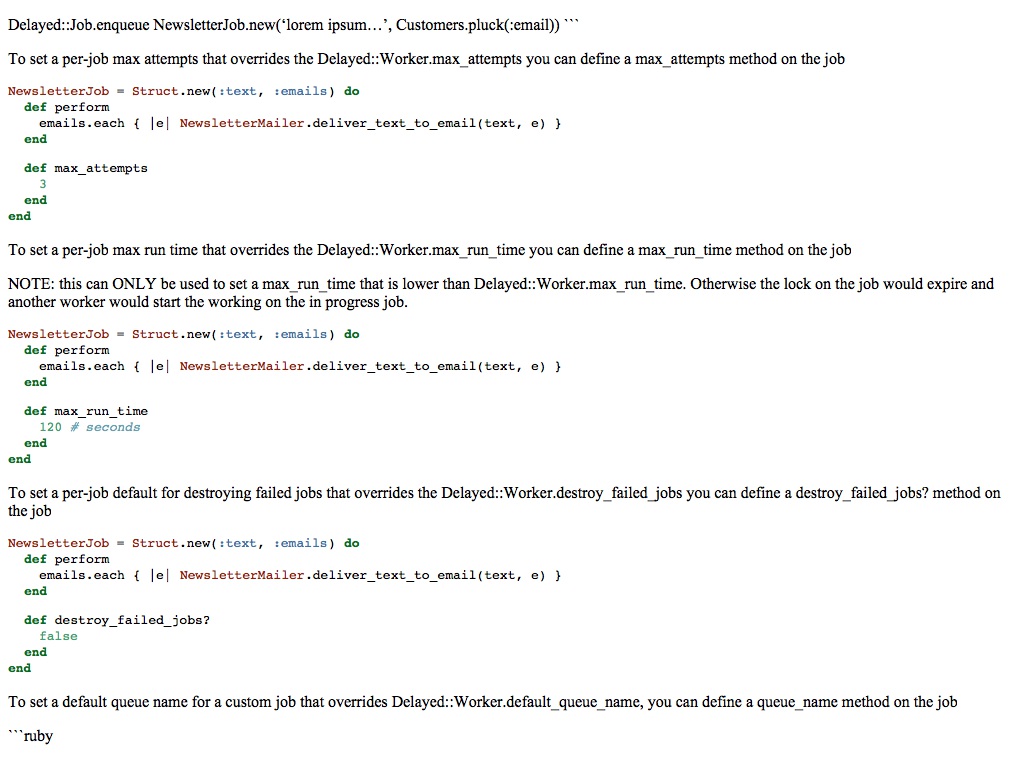 Delayed::Job.enqueue NewsletterJob.new(‘lorem ipsum…’, Customers.pluck(:email)) ```
To set a per-job max attempts that overrides the Delayed::Worker.max_attempts you can define a max_attempts method on the job
NewsletterJob = Struct.new(:text, :emails) do
  def perform
    emails.each { |e| NewsletterMailer.deliver_text_to_email(text, e) }
  end
  def max_attempts
    3
  end
end
To set a per-job max run time that overrides the Delayed::Worker.max_run_time you can define a max_run_time method on the job
NOTE: this can ONLY be used to set a max_run_time that is lower than Delayed::Worker.max_run_time. Otherwise the lock on the job would expire and
another worker would start the working on the in progress job.
NewsletterJob = Struct.new(:text, :emails) do
  def perform
    emails.each { |e| NewsletterMailer.deliver_text_to_email(text, e) }
  end
  def max_run_time
    120 # seconds
  end
end
To set a per-job default for destroying failed jobs that overrides the Delayed::Worker.destroy_failed_jobs you can define a destroy_failed_jobs? method on
the job
NewsletterJob = Struct.new(:text, :emails) do
  def perform
    emails.each { |e| NewsletterMailer.deliver_text_to_email(text, e) }
  end
  def destroy_failed_jobs?
    false
  end
end
To set a default queue name for a custom job that overrides Delayed::Worker.default_queue_name, you can define a queue_name method on the job
```ruby